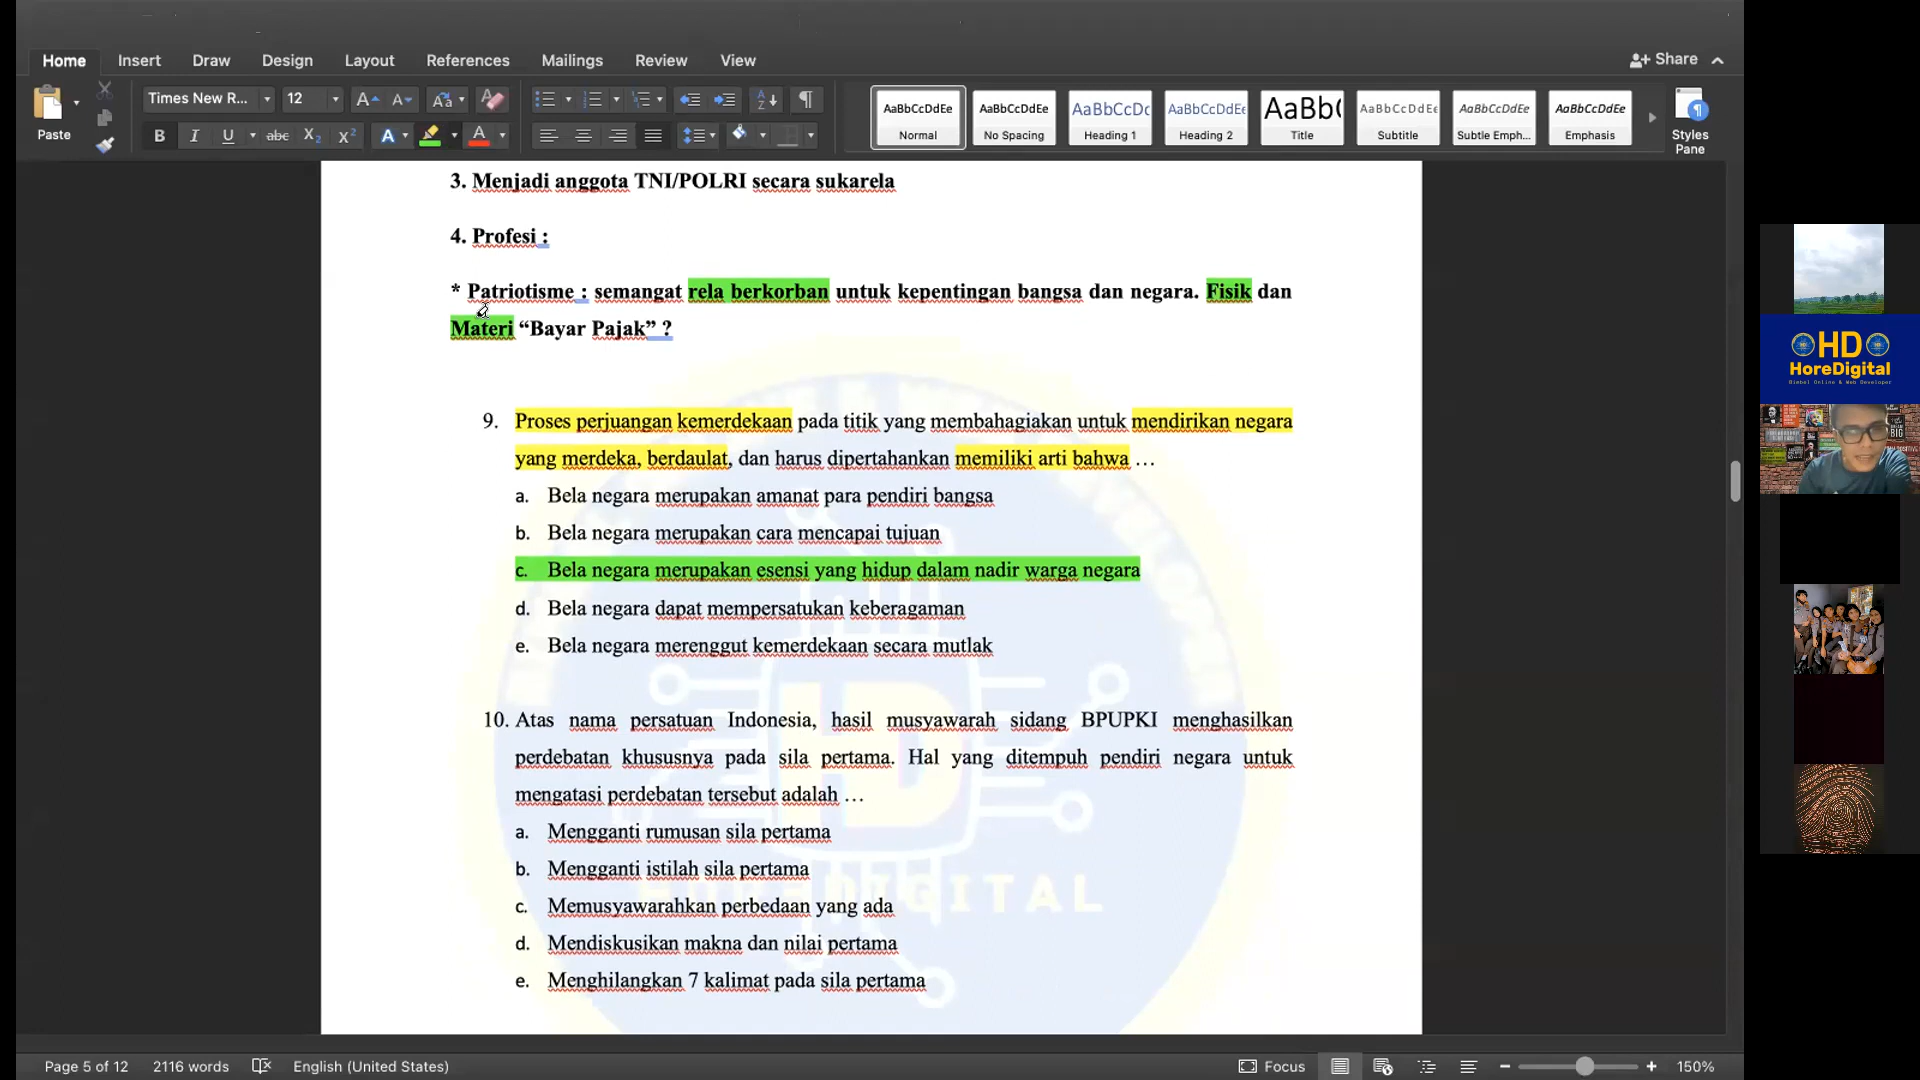 Home Insert Draw Design Layout References Mailings Review View Share
Times New R... 12
Paste
AaBbCcDdEe AaBbCcDdEe AaBbCcDc AaBbCcDdEe AaBb( AaBbCcDdEe AaBbCcDdEe AaBbCcDdEe
Normal No Spacing Heading 1 Heading 2 Title Subtitle Subtle Emph... Emphasis
Styles
Pane
3. Menjadi anggota TNI/POLRI secara sukarela
4. Profesi :
* Patriotisme : semangat rela berkorban untuk kepentingan bangsa dan negara. Fisik dan
Materi “Bayar Pajak” ?
9. Proses perjuangan kemerdekaan pada titik yang membahagiakan untuk mendirikan negara
yang merdeka, berdaulat, dan harus dipertahankan memiliki arti bahwa …
a. Bela negara merupakan amanat para pendiri bangsa
b. Bela negara merupakan cara mencapai tujuan
c. Bela negara merupakan esensi yang hidup dalam nadir warga negara
d. Bela negara dapat mempersatukan keberagaman
e. Bela negara merenggut kemerdekaan secara mutlak
10. Atas nama persatuan Indonesia, hasil musyawarah sidang BPUPKI menghasilkan
perdebatan khususnya pada sila pertama. Hal yang ditempuh pendiri negara untuk
mengatasi perdebatan tersebut adalah …
a. Mengganti rumusan sila pertama
b. Mengganti istilah sila pertama
c. Memusyawarahkan perbedaan yang ada
d. Mendiskusikan makna dan nilai pertama
e. Menghilangkan 7 kalimat pada sila pertama
Page 5 of 12 2116 words English (United States) Focus 150%
HD
HoreDigital
Bimbel Online & Web Developer